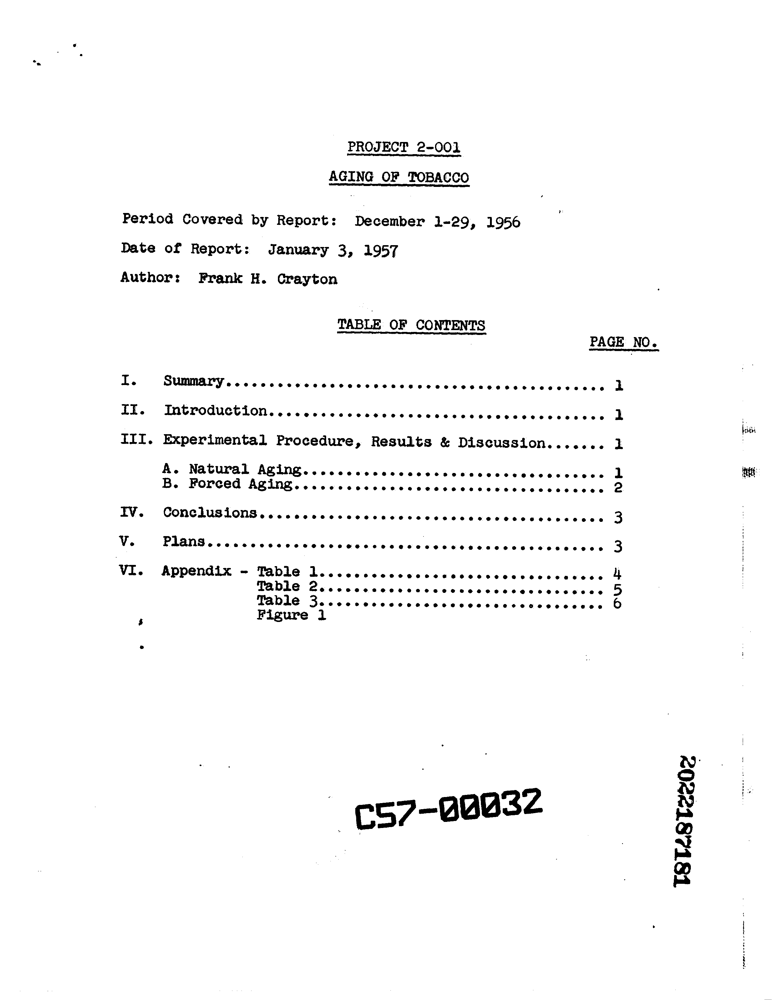 PROJECT 2-001
AGING OF TOBACCO
Period Covered by Report: December 1-29, 1956
Date of Report: January 3, 1957
Author: Frank H. Crayton
TABLE OF CONTENTS
PAGE NO.
I. Summary............................................ 1
II. Introduction....................................... 1
III. Experimental Procedure, Results & Discussion....... 1
A. Natural Aging................................... 1
B. Forced Aging.................................... 2
IV. Conclusions........................................ 3
V. Plans.............................................. 3
VI. Appendix - Table 1................................. 4
Table 2................................. 5
Table 3................................. 6
Figure 1
C57-00032
2022187181